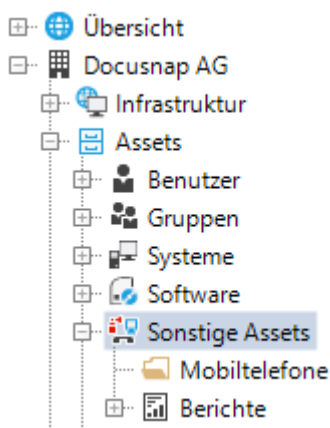 Übersicht
Docusnap AG
Infrastruktur
Assets
Benutzer
Gruppen
Systeme
Software
Sonstige Assets
Mobiltelefone
Berichte